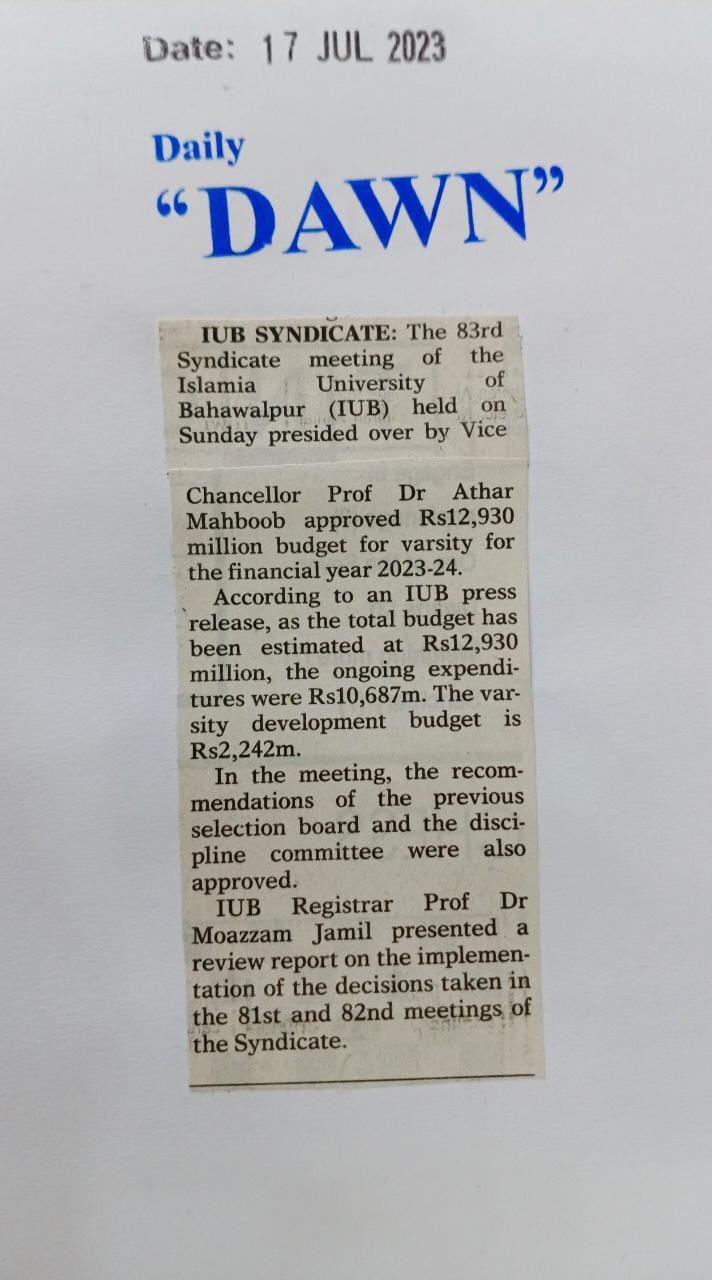 Date: 17 JUL 2023
Daily
“DAWN”
IUB SYNDICATE: The 83rd
Syndicate meeting of the
Islamia University of
Bahawalpur (IUB) held on
Sunday presided over by Vice
Chancellor Prof Dr Athar
Mahboob approved Rs12,930
million budget for varsity for
the financial year 2023-24.
According to an IUB press
release, as the total budget has
been estimated at Rs12,930
million, the ongoing expendi-
tures were Rs10,687m. The var-
sity development budget is
Rs2,242m.
In the meeting, the recom-
mendations of the previous
selection board and the disci-
pline committee were also
approved.
IUB Registrar Prof Dr
Moazzam Jamil presented a
review report on the implemen-
tation of the decisions taken in
the 81st and 82nd meetings of
the Syndicate.